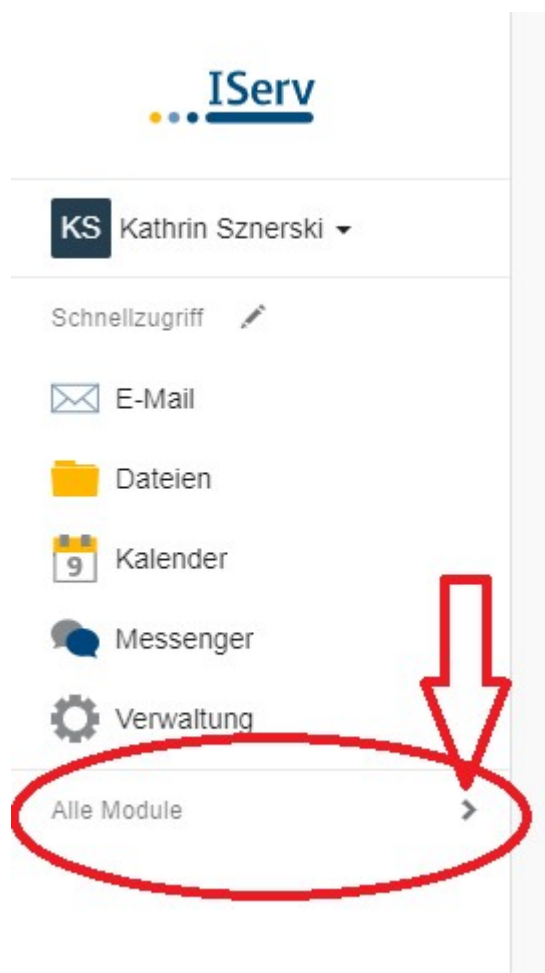 IServ
KS Kathrin Sznerski
Schnellzugriff
E-Mail
Dateien
9 Kalender
Messenger
Verwaltung
Alle Module